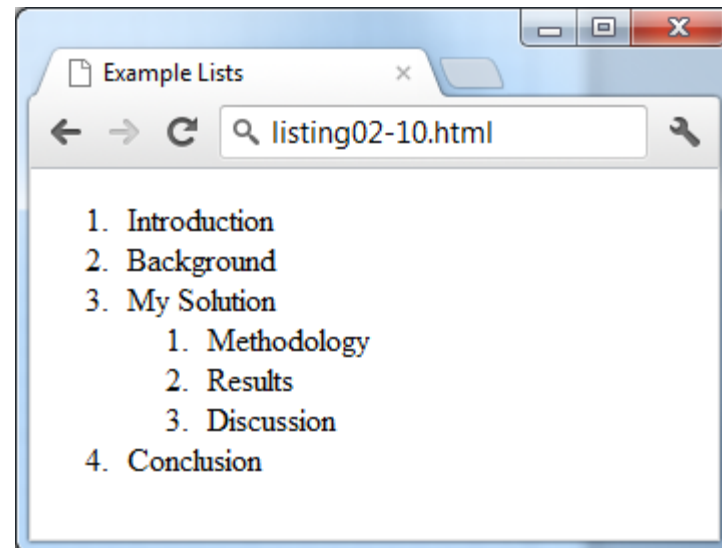 Example Lists
listing02-10.html
1. Introduction
2. Background
3. My Solution
1. Methodology
2. Results
3. Discussion
4. Conclusion